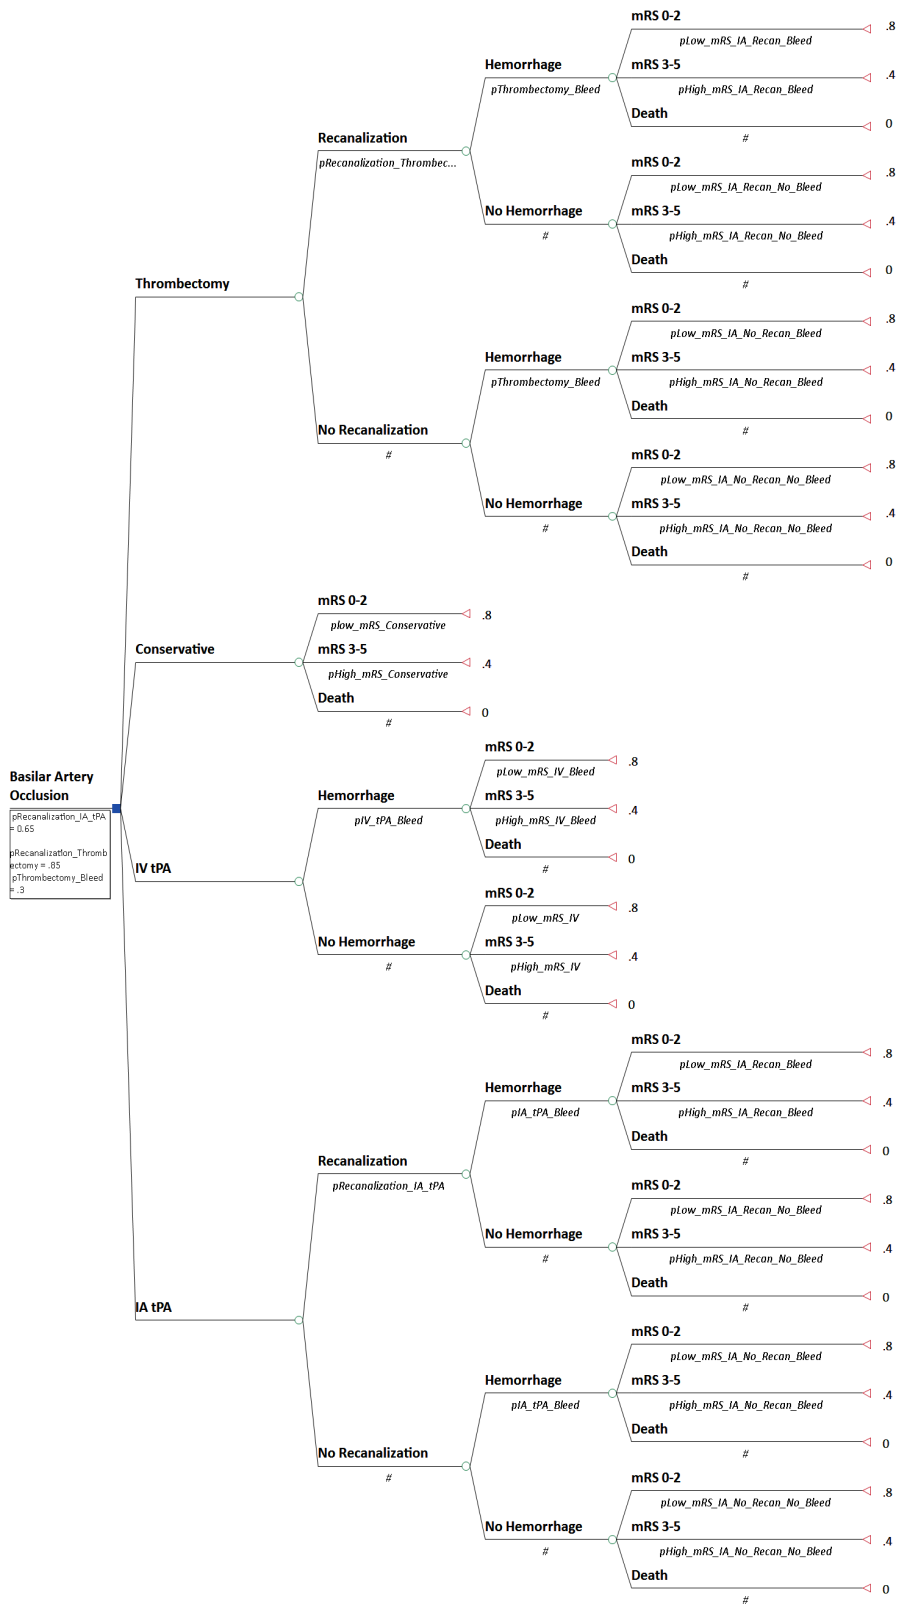 mRS 0-2
.8
pLow_mRS_IA_Recan_Bleed
Hemorrhage
mRS 3-5
.4
pThrombectomy_Bleed
pHigh_mRS_IA_Recan_Bleed
Death
0
#
Recanalization
pRecanalization_Thrombec...
mRS 0-2
.8
pLow_mRS_IA_Recan_No_Bleed
No Hemorrhage
mRS 3-5
.4
#
pHigh_mRS_IA_Recan_No_Bleed
Death
0
#
Thrombectomy
mRS 0-2
.8
pLow_mRS_IA_No_Recan_Bleed
Hemorrhage
mRS 3-5
.4
pThrombectomy_Bleed
pHigh_mRS_IA_No_Recan_Bleed
Death
0
#
No Recanalization
#
mRS 0-2
.8
pLow_mRS_IA_No_Recan_No_Bleed
No Hemorrhage
mRS 3-5
.4
#
pHigh_mRS_IA_No_Recan_No_Bleed
Death
0
#
mRS 0-2
.8
plow_mRS_Conservative
Conservative
mRS 3-5
.4
pHigh_mRS_Conservative
Death
0
#
Basilar Artery
Occlusion
pRecanalization_IA_tPA
= 0.65
pRecanalization_Thromb
ectomy = .85
pThrombectomy_Bleed
= .3
mRS 0-2
.8
pLow_mRS_IV_Bleed
Hemorrhage
mRS 3-5
.4
pIV_tPA_Bleed
pHigh_mRS_IV_Bleed
Death
0
#
IV tPA
mRS 0-2
.8
pLow_mRS_IV
No Hemorrhage
mRS 3-5
.4
#
pHigh_mRS_IV
Death
0
#
mRS 0-2
.8
pLow_mRS_IA_Recan_Bleed
Hemorrhage
mRS 3-5
.4
pIA_tPA_Bleed
pHigh_mRS_IA_Recan_Bleed
Death
0
#
Recanalization
pRecanalization_IA_tPA
mRS 0-2
.8
pLow_mRS_IA_Recan_No_Bleed
No Hemorrhage
mRS 3-5
.4
#
pHigh_mRS_IA_Recan_No_Bleed
Death
0
#
IA tPA
mRS 0-2
.8
pLow_mRS_IA_No_Recan_Bleed
Hemorrhage
mRS 3-5
.4
pIA_tPA_Bleed
pHigh_mRS_IA_No_Recan_Bleed
Death
0
#
No Recanalization
#
mRS 0-2
.8
pLow_mRS_IA_No_Recan_No_Bleed
No Hemorrhage
mRS 3-5
.4
#
pHigh_mRS_IA_No_Recan_No_Bleed
Death
0
#